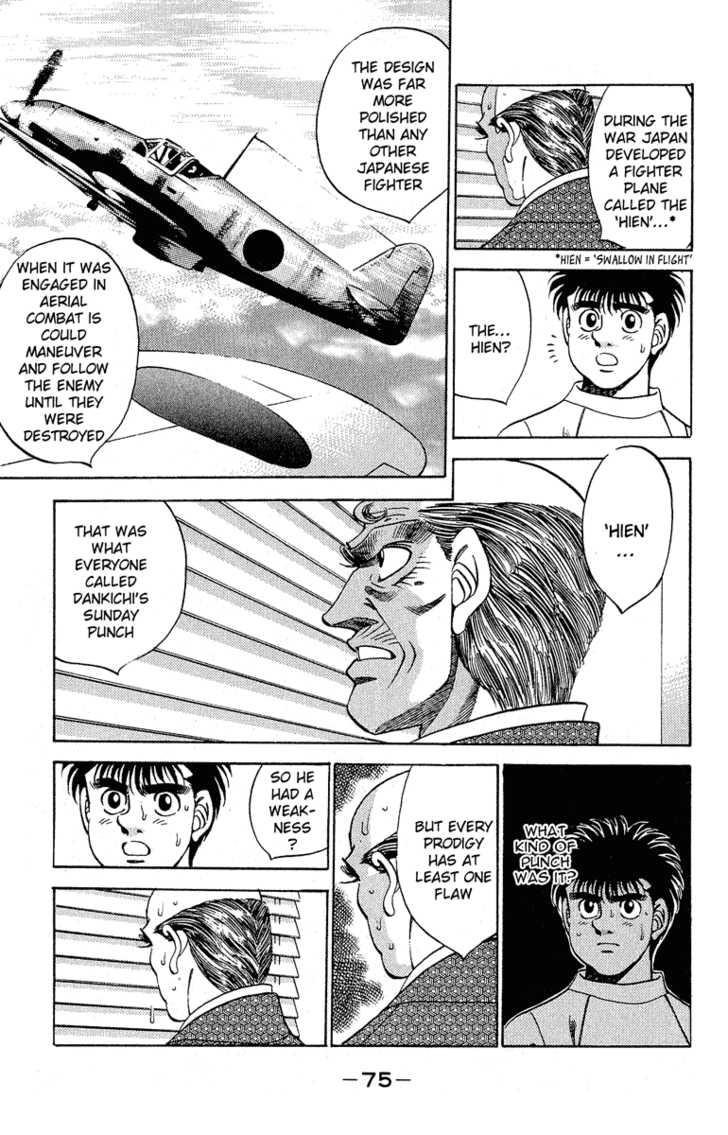 DURING THE
WAR JAPAN
DEVELOPED
A FIGHTER
PLANE
CALLED THE
'HIEN'...*
*HIEN = 'SWALLOW IN FLIGHT'
THE...
HIEN?
THE DESIGN
WAS FAR
MORE
POLISHED
THAN ANY
OTHER
JAPANESE
FIGHTER
WHEN IT WAS
ENGAGED IN
AERIAL
COMBAT IS
COULD
MANEUVER
AND FOLLOW
THE ENEMY
UNTIL THEY
WERE
DESTROYED
'HIEN'
...
THAT WAS
WHAT
EVERYONE
CALLED
DANKICHI'S
SUNDAY
PUNCH
WHAT
KIND OF
PUNCH
WAS IT?
BUT EVERY
PRODIGY
HAS AT
LEAST ONE
FLAW
SO HE
HAD A
WEAK-
NESS
?
-75-